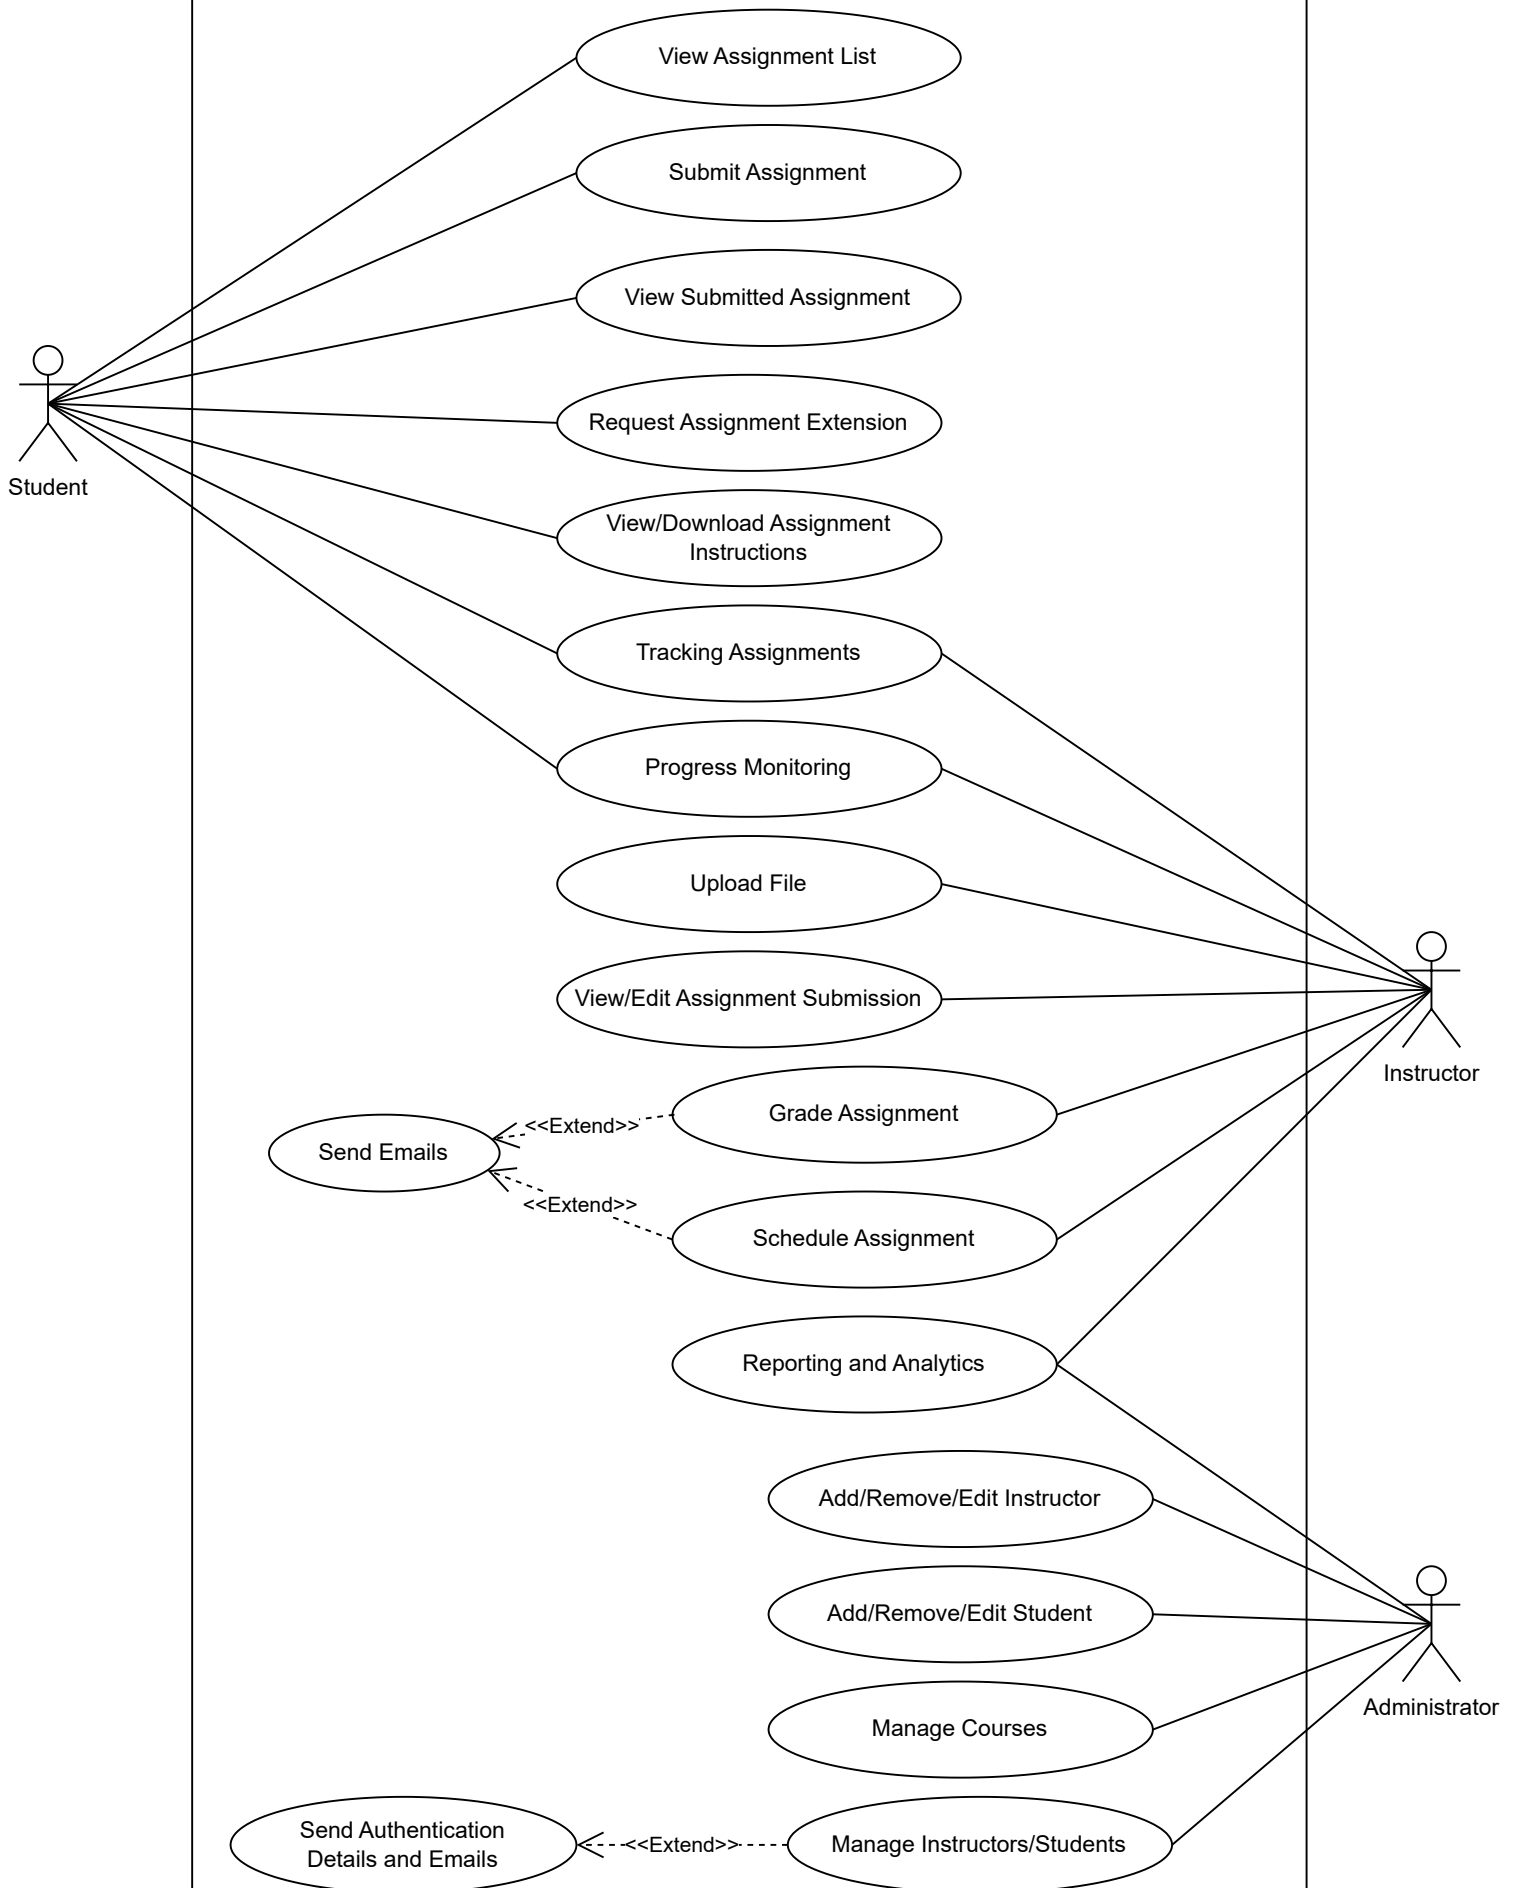 View Assignment List
Submit Assignment
View Submitted Assignment
Request Assignment Extension
Student
View/Download Assignment
Instructions
Tracking Assignments
Progress Monitoring
Upload File
View/Edit Assignment Submission
Instructor
Grade Assignment
<<Extend>>
Send Emails
<<Extend>>
Schedule Assignment
Reporting and Analytics
Add/Remove/Edit Instructor
Add/Remove/Edit Student
Administrator
Manage Courses
Send Authentication
Details and Emails
<<Extend>>
Manage Instructors/Students